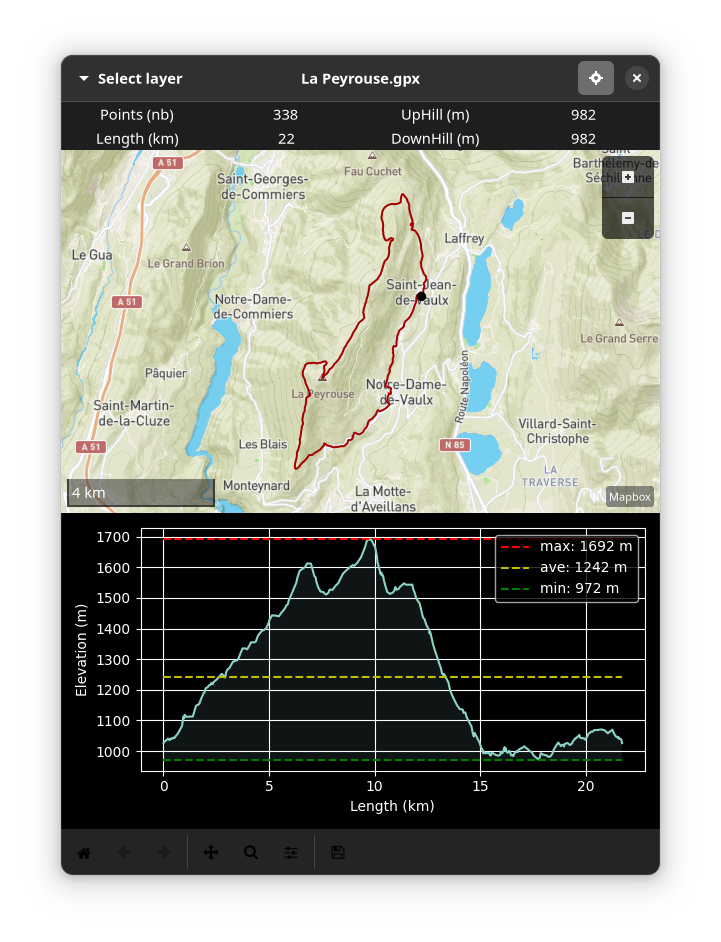 Select layer
La Peyrouse.gpx
Points (nb) 338 UpHill (m) 982
Length (km) 22 DownHill (m) 982
A 51
Fau Cuchet
Saint-
Barthélemy-de-
Séchilienne
Saint-Georges-
de-Commiers
Laffrey
Le Gua
Le Grand Brion
Saint-Jean-
de-Vaulx
A 51
Notre-Dame-
de-Commiers
Le Grand Serre
Pâquier
La Peyrouse
Notre-Dame-
de-Vaulx
Route Napoléon
Saint-Martin-
de-la-Cluze
Villard-Saint-
Christophe
A 51
Les Blais
N 85
LA
TRAVERSE
Monteynard
La Motte-
d'Aveillans
4 km
Mapbox
1700
1600
1500
1400
1300
1200
1100
1000
Elevation (m)
max: 1692 m
ave: 1242 m
min: 972 m
0 5 10 15 20
Length (km)